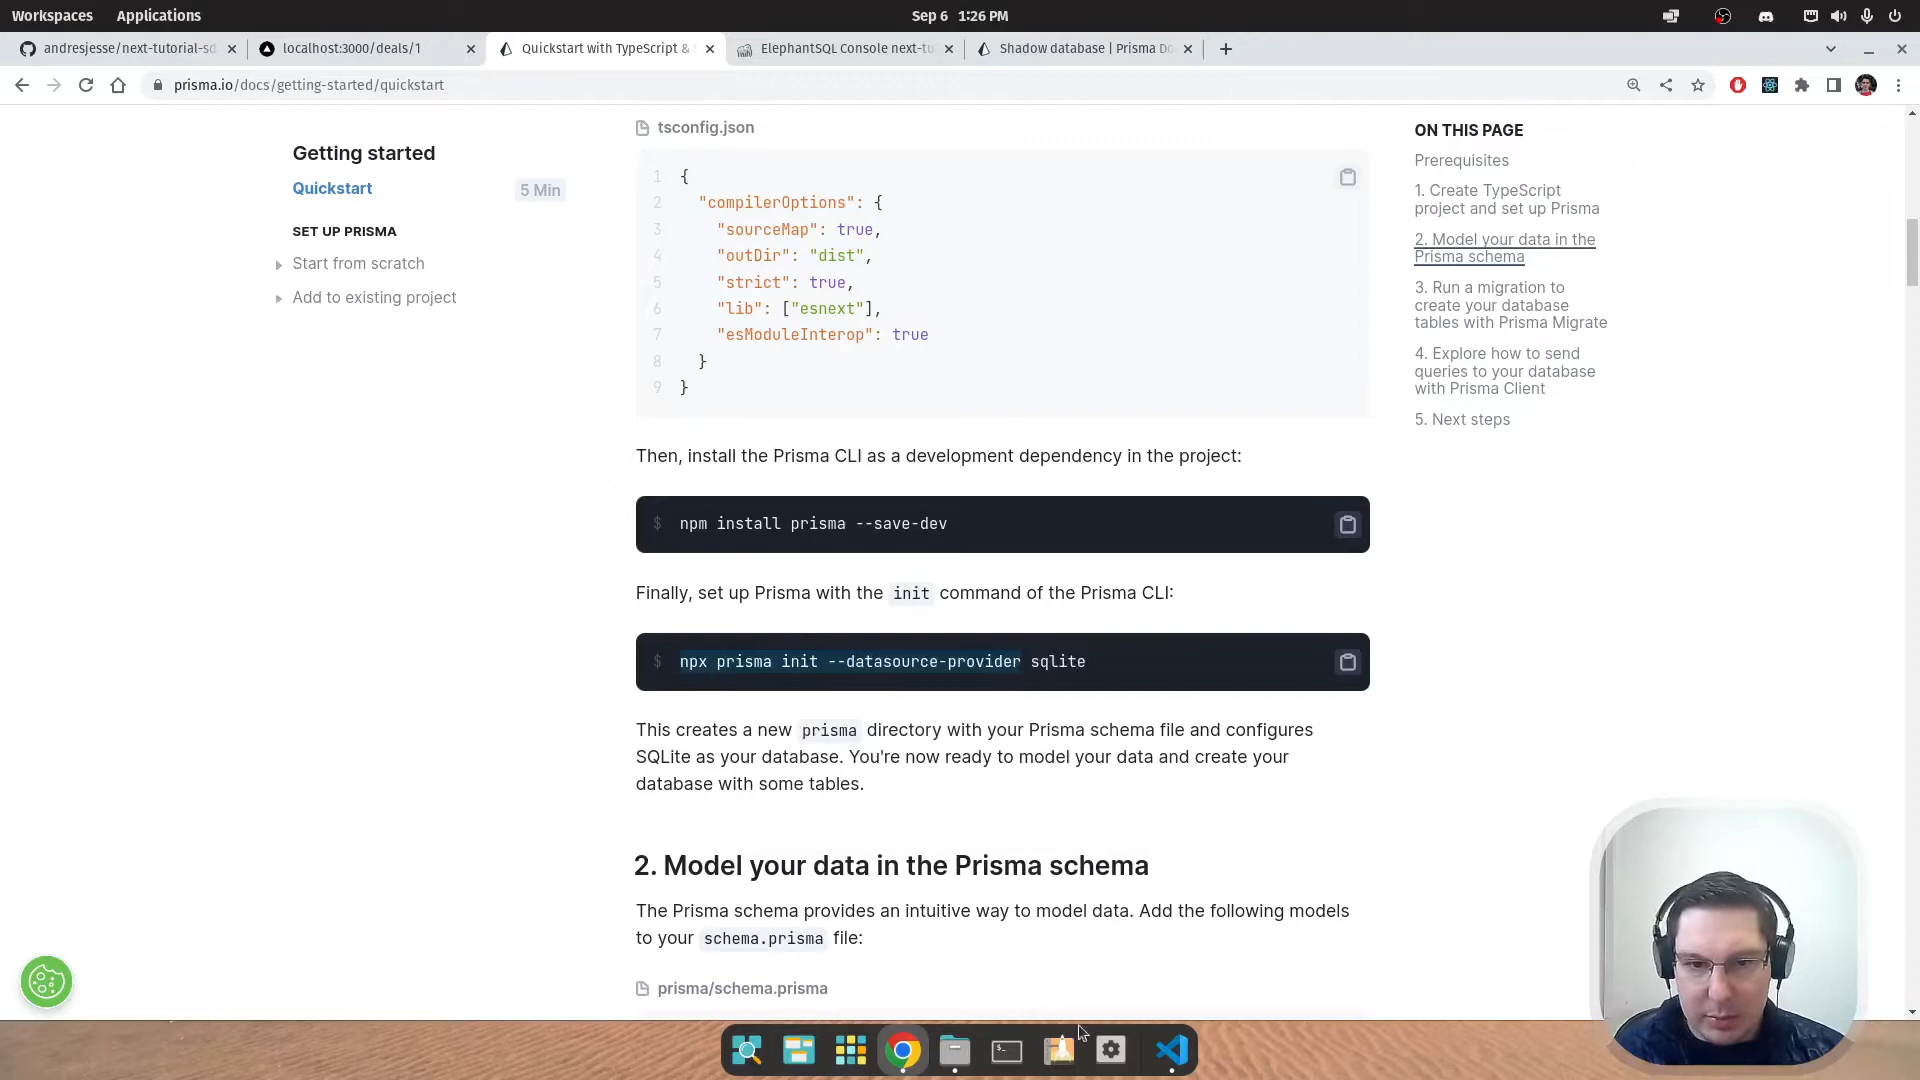 Workspaces Applications Sep 6 1:26 PM
andresjesse/next-tutorial-sd localhost:3000/deals/1 Quickstart with TypeScript & ElephantSQL Console next-tu Shadow database | Prisma Do
prisma.io/docs/getting-started/quickstart
Getting started
Quickstart 5 Min
SET UP PRISMA
Start from scratch
Add to existing project
tsconfig.json
1 {
2 "compilerOptions": {
3 "sourceMap": true,
4 "outDir": "dist",
5 "strict": true,
6 "lib": ["esnext"],
7 "esModuleInterop": true
8 }
9 }
Then, install the Prisma CLI as a development dependency in the project:
$ npm install prisma --save-dev
Finally, set up Prisma with the init command of the Prisma CLI:
$ npx prisma init --datasource-provider sqlite
This creates a new prisma directory with your Prisma schema file and configures
SQLite as your database. You're now ready to model your data and create your
database with some tables.
2. Model your data in the Prisma schema
The Prisma schema provides an intuitive way to model data. Add the following models
to your schema.prisma file:
prisma/schema.prisma
ON THIS PAGE
Prerequisites
1. Create TypeScript
project and set up Prisma
2. Model your data in the
Prisma schema
3. Run a migration to
create your database
tables with Prisma Migrate
4. Explore how to send
queries to your database
with Prisma Client
5. Next steps